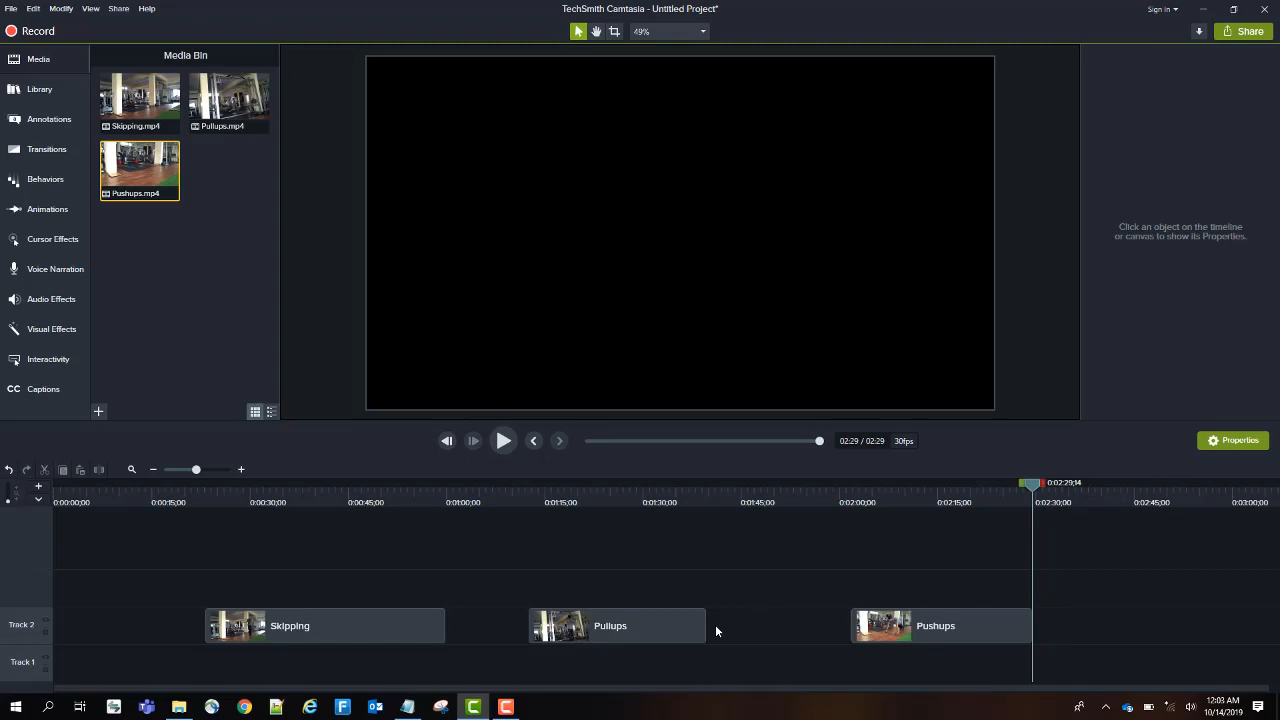 File Edit Modify View Share Help
TechSmith Camtasia - Untitled Project*
Sign in
Record
49%
Share
Media
Library
Annotations
Transitions
Behaviors
Animations
Cursor Effects
Voice Narration
Audio Effects
Visual Effects
Interactivity
CC Captions
Media Bin
Skipping.mp4
Pullups.mp4
Pushups.mp4
Click an object on the timeline
or canvas to show its Properties.
02:29 / 02:29 30fps
Properties
0:02:29;14
0:00:00;00 0:00:15;00 0:00:30;00 0:00:45;00 0:01:00;00 0:01:15;00 0:01:30;00 0:01:45;00 0:02:00;00 0:02:15;00 0:02:30;00 0:02:45;00 0:03:00;00
Track 2
Skipping
Pullups
Pushups
Track 1
12:03 AM
10/14/2019